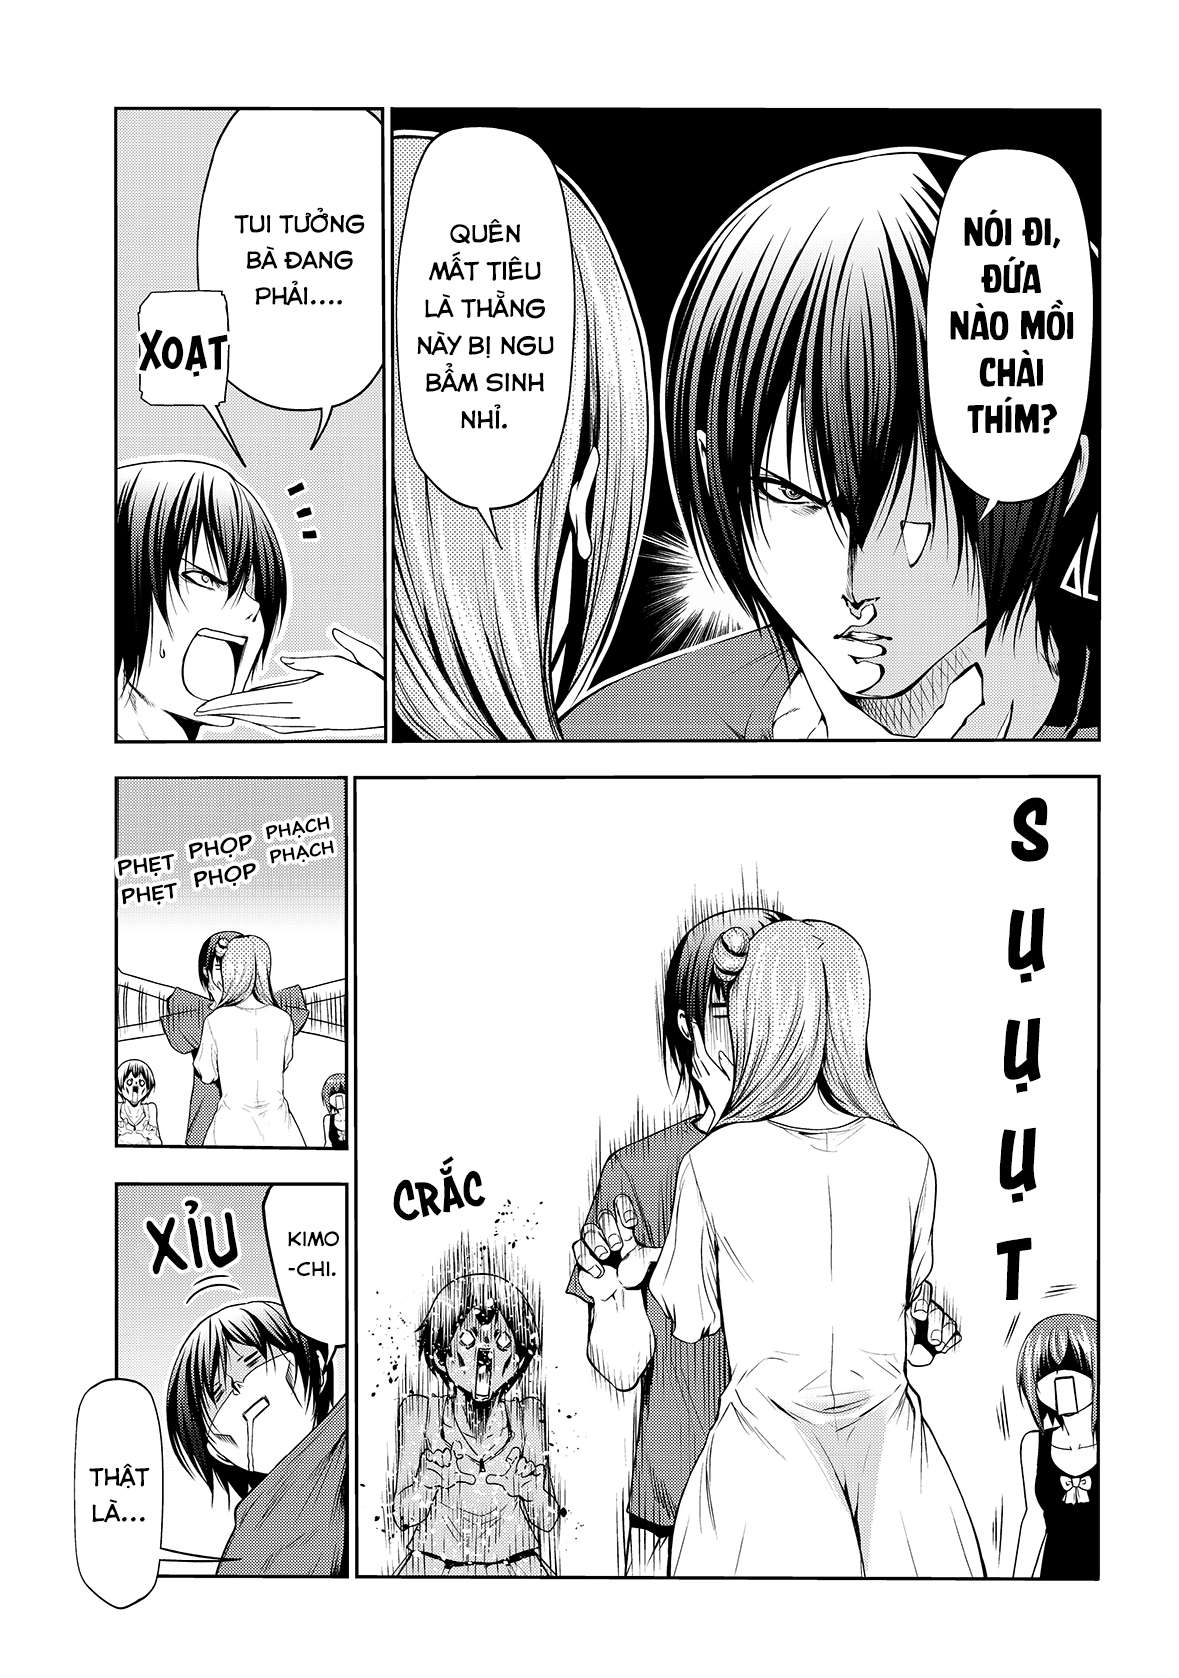 NÓI ĐI,
ĐỨA
NÀO MỒI
CHÀI
THÍM?
QUÊN
MẤT TIÊU
LÀ THẰNG
NÀY BỊ NGU
BẨM SINH
NHỈ.
TUI TƯỞNG
BÀ ĐANG
PHẢI....
XOẠT
SỤỤỤT
CRẮC
PHẠCH
PHẠCH
PHỌP
PHỌP
PHẸT
PHẸT
KIMO
-CHI.
XỈU
THẬT
LÀ...